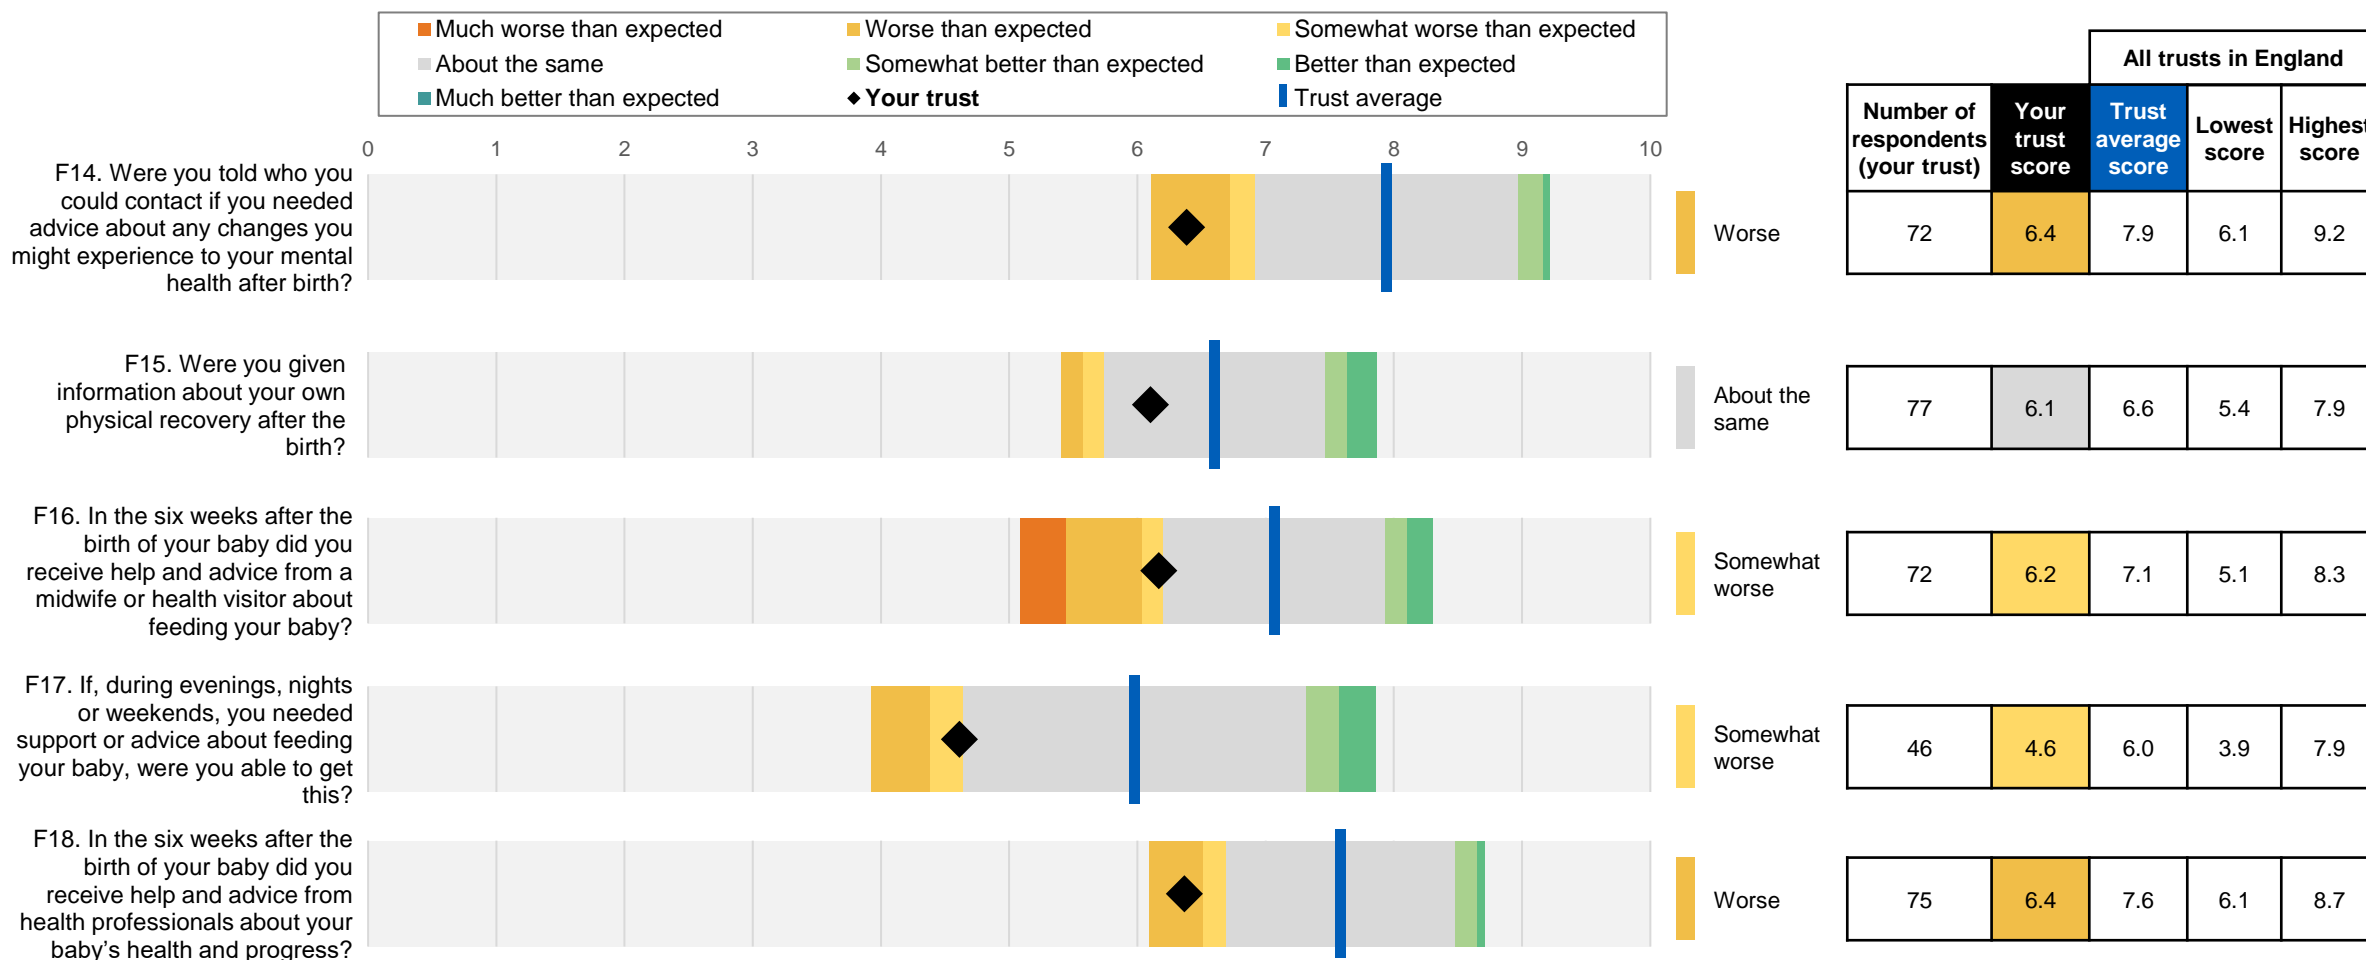 Much worse than expected
Worse than expected
Somewhat worse than expected
About the same
Somewhat better than expected
Better than expected
Much better than expected
Your trust
Trust average
All trusts in England
Number of
respondents
(your trust)
Your
trust
score
Trust
average
score
Lowest
score
Highest
score
0 1 2 3 4 5 6 7 8 9 10
F14. Were you told who you
could contact if you needed
advice about any changes you
might experience to your mental
health after birth?
Worse
72 6.4 7.9 6.1 9.2
F15. Were you given
information about your own
physical recovery after the
birth?
About the
same
77 6.1 6.6 5.4 7.9
F16. In the six weeks after the
birth of your baby did you
receive help and advice from a
midwife or health visitor about
feeding your baby?
Somewhat
worse
72 6.2 7.1 5.1 8.3
F17. If, during evenings, nights
or weekends, you needed
support or advice about feeding
your baby, were you able to get
this?
Somewhat
worse
46 4.6 6.0 3.9 7.9
F18. In the six weeks after the
birth of your baby did you
receive help and advice from
health professionals about your
baby’s health and progress?
Worse
75 6.4 7.6 6.1 8.7